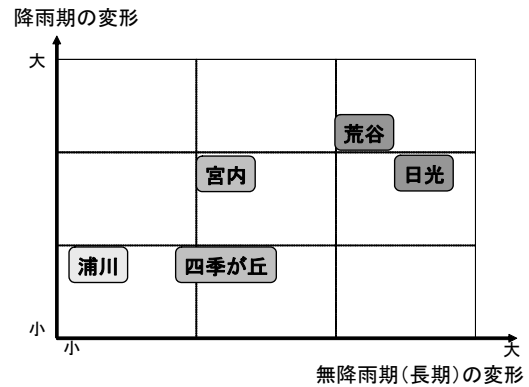 降雨期の変形
大
荒谷
宮内
日光
浦川
四季が丘
小
小
大
無降雨期(長期)の変形